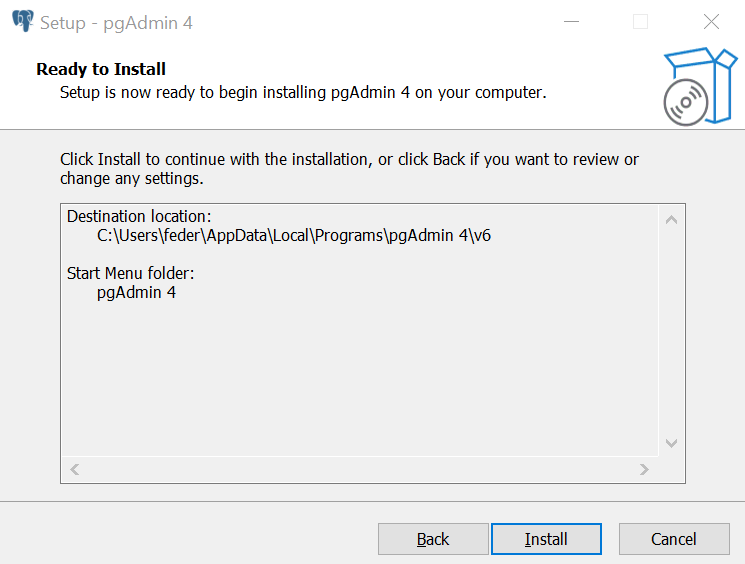 Setup - pgAdmin 4
Ready to Install
Setup is now ready to begin installing pgAdmin 4 on your computer.
Click Install to continue with the installation, or click Back if you want to review or
change any settings.
Destination location:
C:\Users\feder\AppData\Local\Programs\pgAdmin 4\v6
Start Menu folder:
pgAdmin 4
Back
Install
Cancel